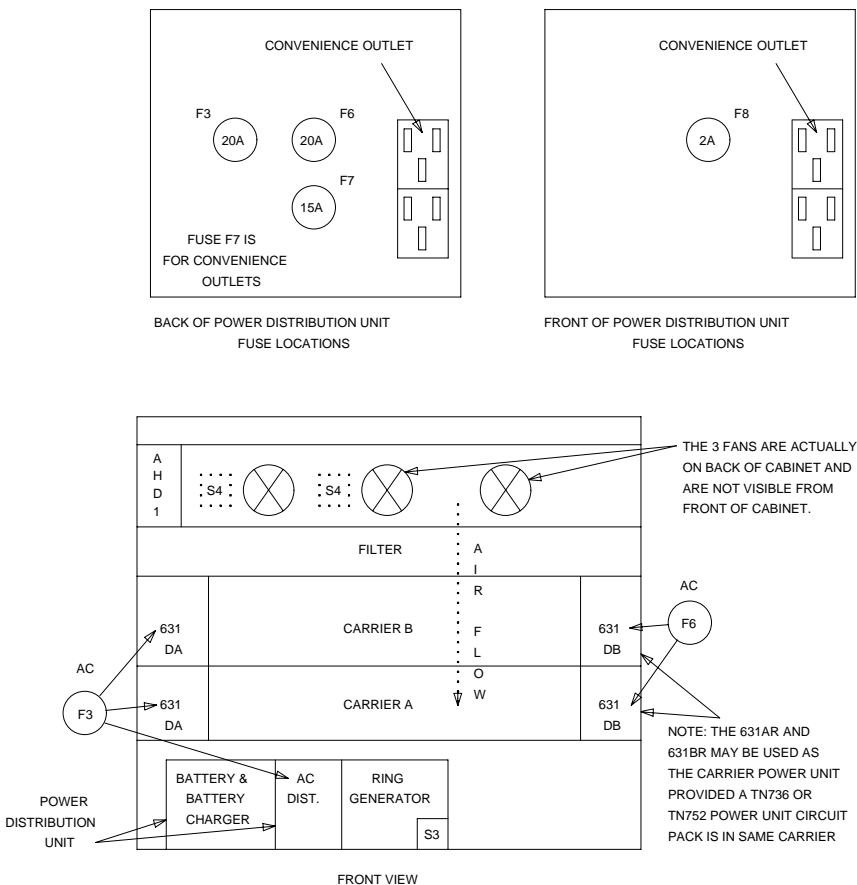 CONVENIENCE OUTLET
F3
F6
20A
20A
F7
15A
FUSE F7 IS
FOR CONVENIENCE
OUTLETS
BACK OF POWER DISTRIBUTION UNIT
FUSE LOCATIONS
CONVENIENCE OUTLET
F8
2A
FRONT OF POWER DISTRIBUTION UNIT
FUSE LOCATIONS
A
H
D
1
S4
S4
THE 3 FANS ARE ACTUALLY
ON BACK OF CABINET AND
ARE NOT VISIBLE FROM
FRONT OF CABINET.
FILTER
A
I
R
F
L
O
W
CARRIER B
631
DA
631
DB
AC
F6
CARRIER A
631
DA
631
DB
AC
F3
NOTE: THE 631AR AND
631BR MAY BE USED AS
THE CARRIER POWER UNIT
PROVIDED A TN736 OR
TN752 POWER UNIT CIRCUIT
PACK IS IN SAME CARRIER
POWER
DISTRIBUTION
UNIT
BATTERY &
BATTERY
CHARGER
AC
DIST.
RING
GENERATOR
S3
FRONT VIEW